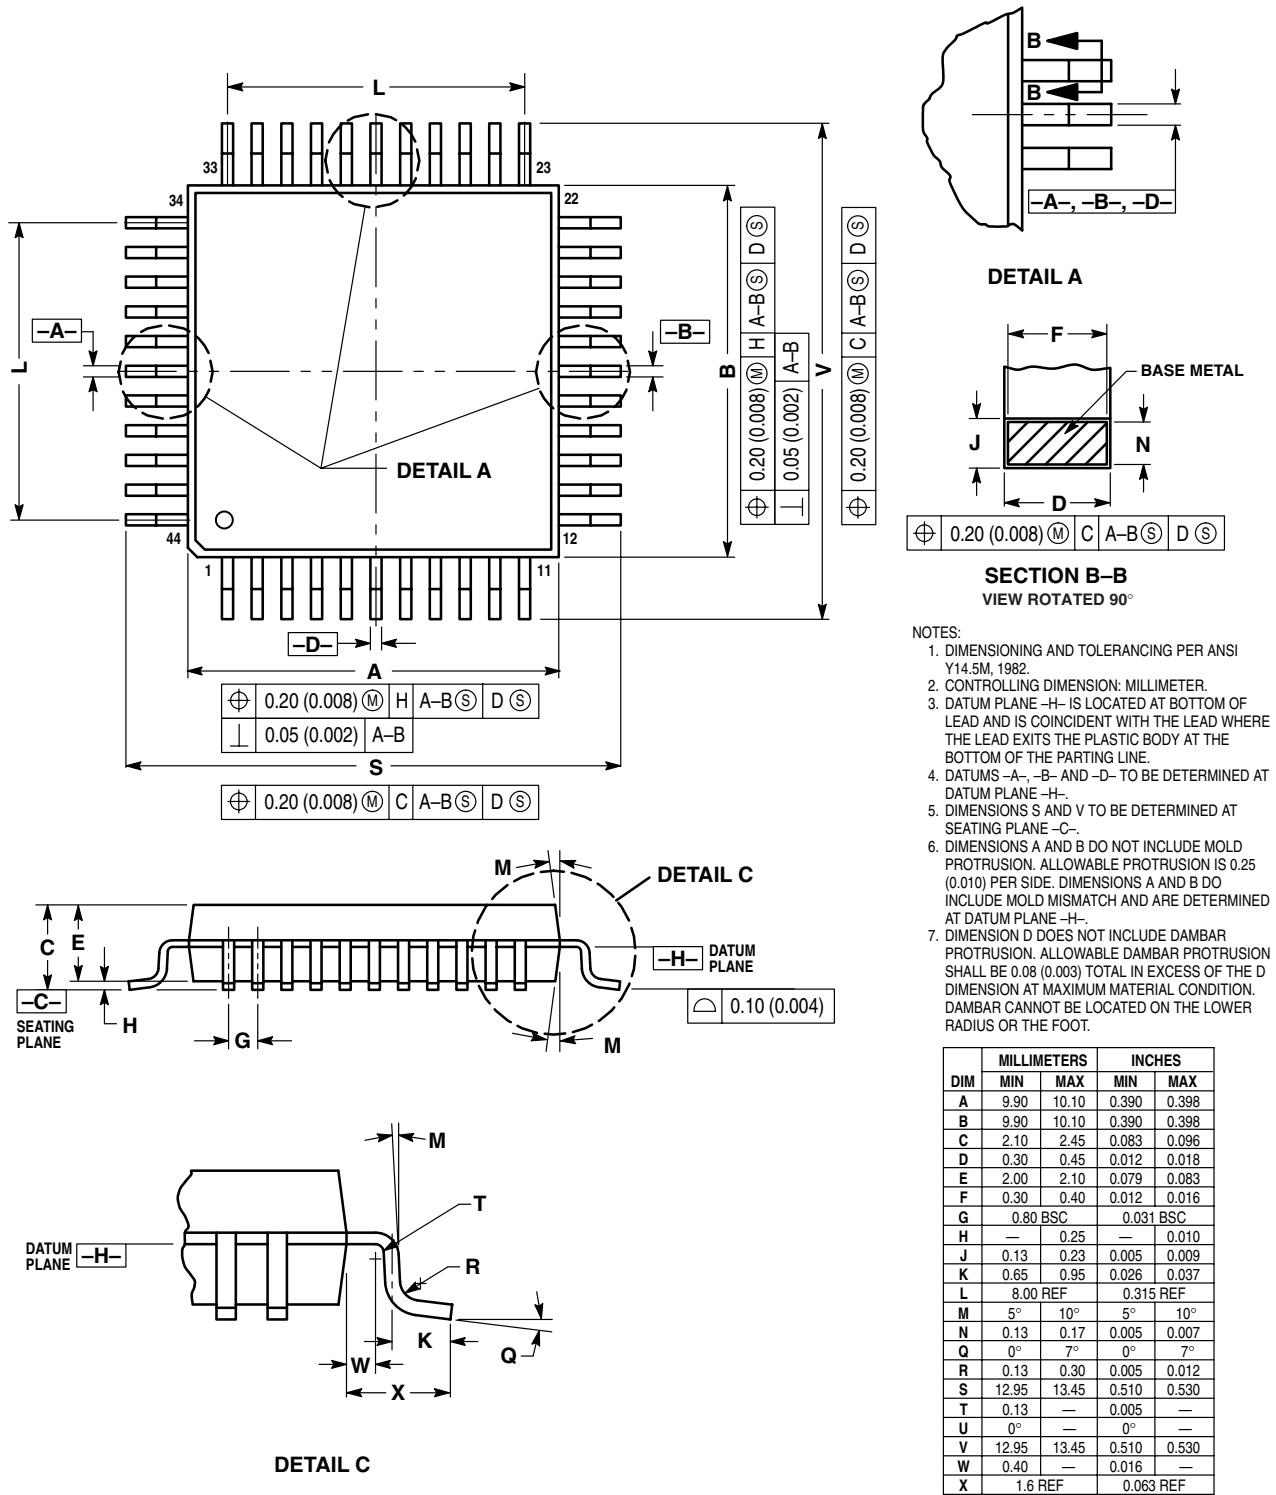 L
33
23
34
22
–A–
–B–
L
DETAIL A
B
V
44
12
1
11
⌖ 0.20 (0.008) Ⓜ H A–B Ⓢ D Ⓢ
⊥ 0.05 (0.002) A–B
⌖ 0.20 (0.008) Ⓜ C A–B Ⓢ D Ⓢ
–D–
A
⌖ 0.20 (0.008) Ⓜ H A–B Ⓢ D Ⓢ
⊥ 0.05 (0.002) A–B
S
⌖ 0.20 (0.008) Ⓜ C A–B Ⓢ D Ⓢ
M
DETAIL C
C
E
–H– DATUM
PLANE
–C–
SEATING
PLANE
H
G
M
⌓ 0.10 (0.004)
M
T
DATUM
PLANE –H–
R
K
W
Q
X
DETAIL C
B
B
–A–, –B–, –D–
DETAIL A
F
BASE METAL
J
N
D
⌖ 0.20 (0.008) Ⓜ C A–B Ⓢ D Ⓢ
SECTION B–B
VIEW ROTATED 90°
NOTES:
1. DIMENSIONING AND TOLERANCING PER ANSI
Y14.5M, 1982.
2. CONTROLLING DIMENSION: MILLIMETER.
3. DATUM PLANE –H– IS LOCATED AT BOTTOM OF
LEAD AND IS COINCIDENT WITH THE LEAD WHERE
THE LEAD EXITS THE PLASTIC BODY AT THE
BOTTOM OF THE PARTING LINE.
4. DATUMS –A–, –B– AND –D– TO BE DETERMINED AT
DATUM PLANE –H–.
5. DIMENSIONS S AND V TO BE DETERMINED AT
SEATING PLANE –C–.
6. DIMENSIONS A AND B DO NOT INCLUDE MOLD
PROTRUSION. ALLOWABLE PROTRUSION IS 0.25
(0.010) PER SIDE. DIMENSIONS A AND B DO
INCLUDE MOLD MISMATCH AND ARE DETERMINED
AT DATUM PLANE –H–.
7. DIMENSION D DOES NOT INCLUDE DAMBAR
PROTRUSION. ALLOWABLE DAMBAR PROTRUSION
SHALL BE 0.08 (0.003) TOTAL IN EXCESS OF THE D
DIMENSION AT MAXIMUM MATERIAL CONDITION.
DAMBAR CANNOT BE LOCATED ON THE LOWER
RADIUS OR THE FOOT.
MILLIMETERS INCHES
DIM MIN MAX MIN MAX
A 9.90 10.10 0.390 0.398
B 9.90 10.10 0.390 0.398
C 2.10 2.45 0.083 0.096
D 0.30 0.45 0.012 0.018
E 2.00 2.10 0.079 0.083
F 0.30 0.40 0.012 0.016
G 0.80 BSC 0.031 BSC
H — 0.25 — 0.010
J 0.13 0.23 0.005 0.009
K 0.65 0.95 0.026 0.037
L 8.00 REF 0.315 REF
M 5° 10° 5° 10°
N 0.13 0.17 0.005 0.007
Q 0° 7° 0° 7°
R 0.13 0.30 0.005 0.012
S 12.95 13.45 0.510 0.530
T 0.13 — 0.005 —
U 0° — 0° —
V 12.95 13.45 0.510 0.530
W 0.40 — 0.016 —
X 1.6 REF 0.063 REF